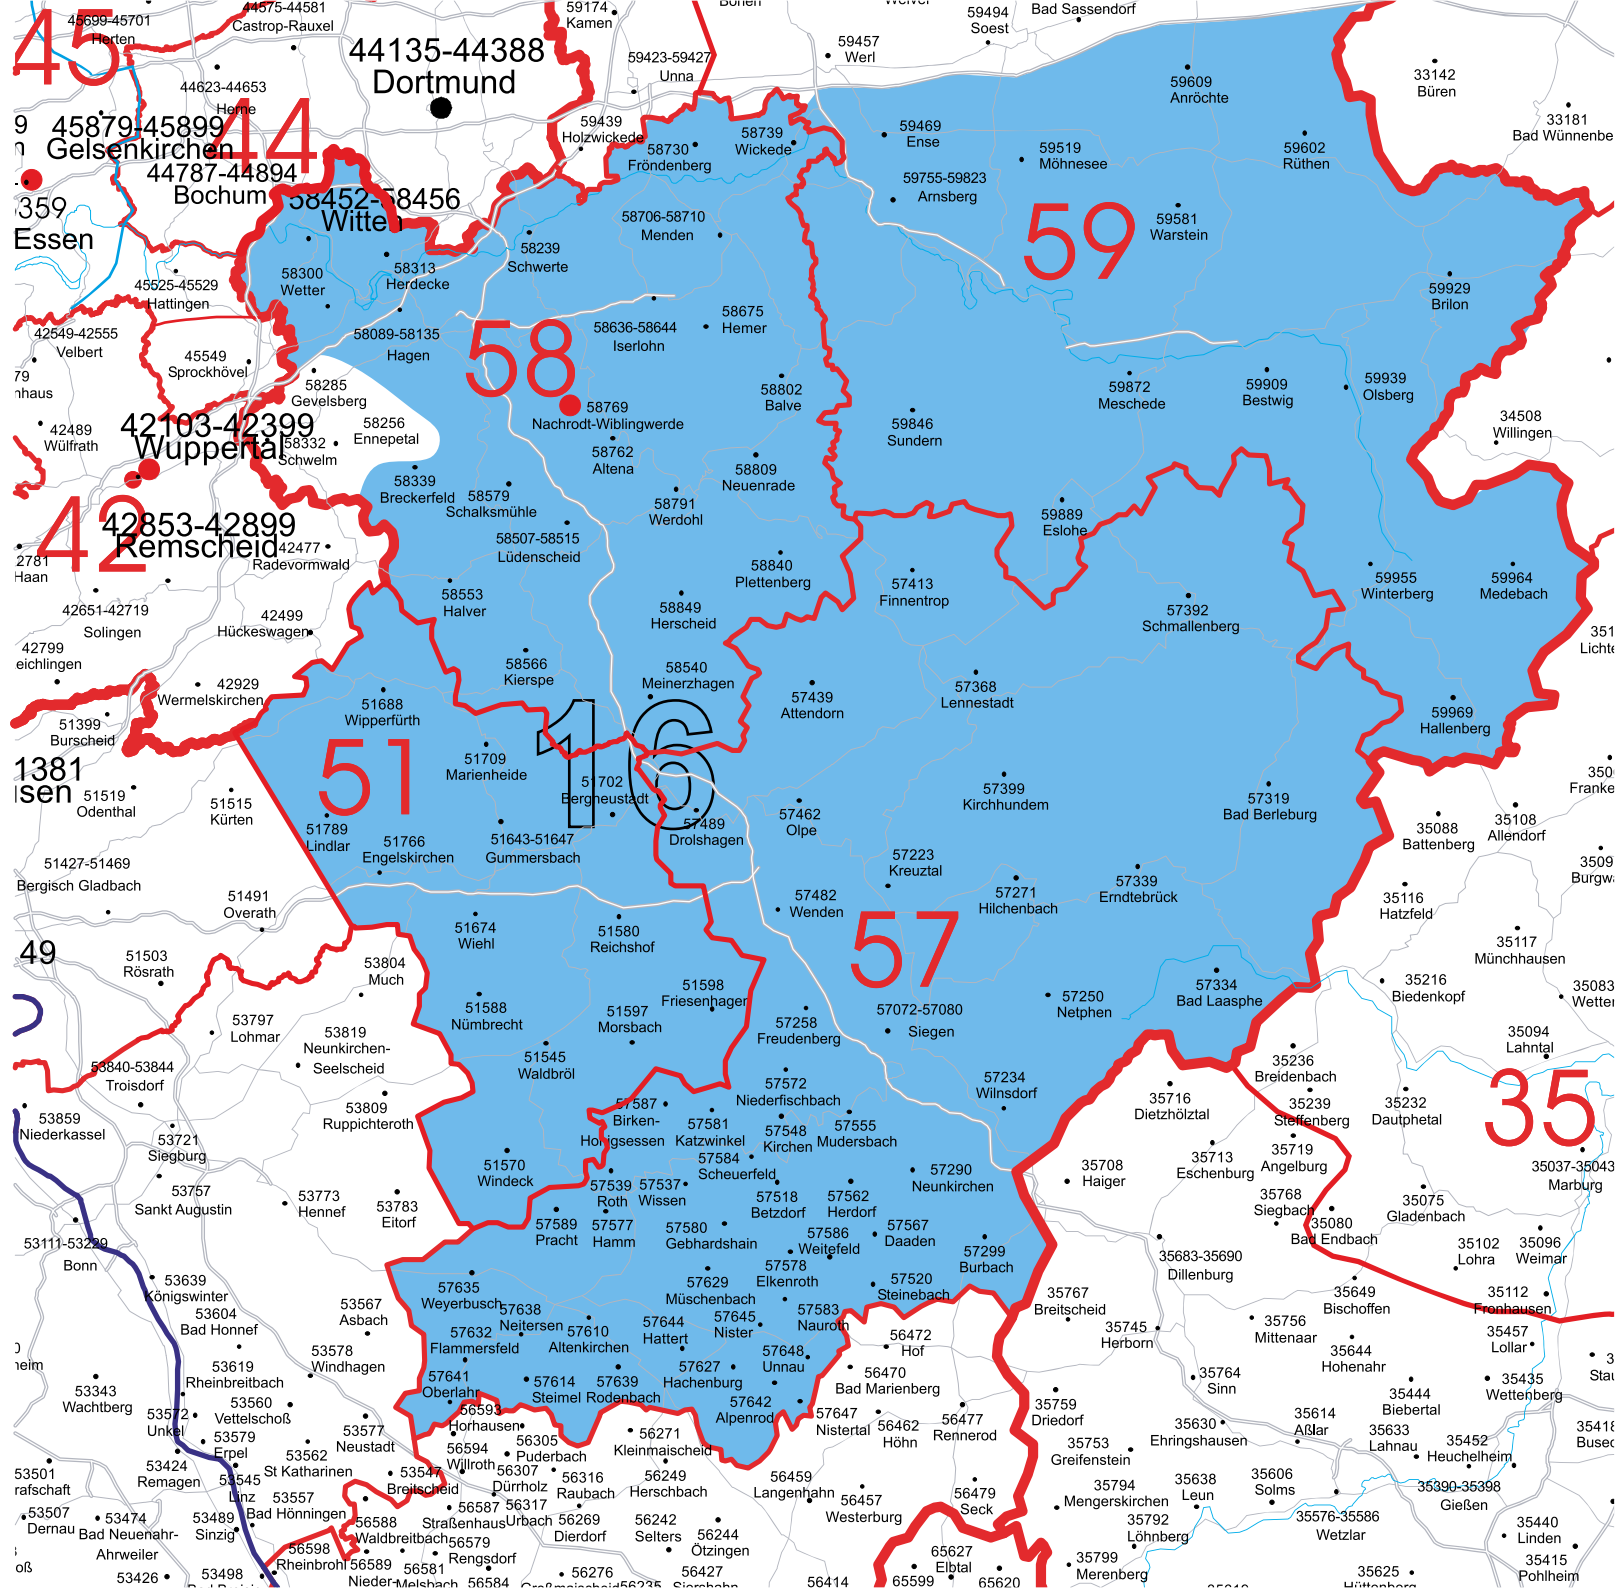 45
45699-45701
Herten
44575-44581
Castrop-Rauxel
59174
Kamen
59494
Soest
Bad Sassendorf
44135-44388
Dortmund
59423-59427
Unna
59457
Werl
59609
Anröchte
33142
Büren
33181
Bad Wünnenbe
44623-44653
Herne
44
45879-45899
Gelsenkirchen
44787-44894
Bochum
59439
Holzwickede
58730
Fröndenberg
58739
Wickede
59469
Ense
59519
Möhnesee
59602
Rüthen
58452-58456
Witten
59755-59823
Arnsberg
59
59581
Warstein
Essen
58706-58710
Menden
58239
Schwerte
58300
Wetter
58313
Herdecke
45525-45529
Hattingen
59929
Brilon
42549-42555
Velbert
45549
Sprockhövel
58089-58135
Hagen
58
58636-58644
Iserlohn
58675
Hemer
58285
Gevelsberg
58256
Ennepetal
58769
Nachrodt-Wiblingwerde
58802
Balve
59872
Meschede
59909
Bestwig
59939
Olsberg
59846
Sundern
34508
Willingen
42489
Wülfrath
42103-42399
Wuppertal
58332
Schwelm
58762
Altena
58809
Neuenrade
58339
Breckerfeld
58579
Schalksmühle
58791
Werdohl
59889
Eslohe
42
42853-42899
Remscheid
42477
Radevormwald
58507-58515
Lüdenscheid
58840
Plettenberg
Haan
42651-42719
Solingen
42499
Hückeswagen
58553
Halver
58849
Herscheid
57413
Finnentrop
57392
Schmallenberg
59955
Winterberg
59964
Medebach
42799
eichlingen
42929
Wermelskirchen
58566
Kierspe
58540
Meinerzhagen
57439
Attendorn
57368
Lennestadt
51399
Burscheid
51688
Wipperfürth
16
59969
Hallenberg
51
51709
Marienheide
51702
Bergneustadt
51519
Odenthal
51515
Kürten
51789
Lindlar
51766
Engelskirchen
51643-51647
Gummersbach
57489
Drolshagen
57462
Olpe
57399
Kirchhundem
57319
Bad Berleburg
35088
Battenberg
35108
Allendorf
51427-51469
Bergisch Gladbach
51491
Overath
57223
Kreuztal
57271
Hilchenbach
57339
Erndtebrück
35116
Hatzfeld
57482
Wenden
57
51674
Wiehl
51580
Reichshof
51503
Rösrath
53804
Much
35117
Münchhausen
35216
Biedenkopf
51588
Nümbrecht
51597
Morsbach
51598
Friesenhagen
57258
Freudenberg
57072-57080
Siegen
57250
Netphen
57334
Bad Laasphe
53797
Lohmar
53819
Neunkirchen-
Seelscheid
51545
Waldbröl
35094
Lahntal
53840-53844
Troisdorf
53809
Ruppichteroth
57572
Niederfischbach
57234
Wilnsdorf
35236
Breidenbach
35239
Steffenberg
35232
Dautphetal
35
35716
Dietzhölztal
53859
Niederkassel
53721
Siegburg
57587
Birken-
Honigsessen
57581
Katzwinkel
57548
Kirchen
57555
Mudersbach
57584
Scheuerfeld
35719
Angelburg
35713
Eschenburg
35708
Haiger
35037-35043
Marburg
51570
Windeck
57539
Roth
57537
Wissen
57518
Betzdorf
57562
Herdorf
57290
Neunkirchen
53757
Sankt Augustin
53773
Hennef
53783
Eitorf
35768
Siegbach
35080
Bad Endbach
35075
Gladenbach
57589
Pracht
57577
Hamm
57580
Gebhardshain
57586
Weitefeld
57567
Daaden
57299
Burbach
35102
Lohra
35096
Weimar
53111-53229
Bonn
57578
Elkenroth
57520
Steinebach
35683-35690
Dillenburg
35649
Bischoffen
35112
Fronhausen
53639
Königswinter
57635
Weyerbusch
57629
Müschenbach
35767
Breitscheid
53604
Bad Honnef
53567
Asbach
57638
Neitersen
57610
Altenkirchen
57644
Hattert
57645
Nister
57583
Nauroth
56472
Hof
35745
Herborn
35756
Mittenaar
35644
Hohenahr
35457
Lollar
57632
Flammersfeld
57648
Unnau
53619
Rheinbreitbach
53578
Windhagen
57641
Oberlahr
57614
Steimel
57639
Rodenbach
57627
Hachenburg
56470
Bad Marienberg
35764
Sinn
35444
Biebertal
35435
Wettenberg
53343
Wachtberg
53560
Vettelschoß
53572
Unkel
57642
Alpenrod
57647
Nistertal
56462
Höhn
56477
Rennerod
35759
Driedorf
35630
Ehringshausen
35614
Aßlar
35633
Lahnau
35452
Heuchelheim
53577
Neustadt
56593
Horhausen
53579
Erpel
56594
Willroth
56305
Puderbach
56271
Kleinmaischeid
35753
Greifenstein
53424
Remagen
53562
St Katharinen
53547
Breitscheid
56307
Dürrholz
56316
Raubach
56249
Herschbach
56459
Langenhahn
56457
Westerburg
56479
Seck
35794
Mengerskirchen
35638
Leun
35606
Solms
35390-35398
Gießen
53501
rafschaft
53545
Linz
53557
Bad Hönningen
53507
Dernau
53474
Bad Neuenahr-
Ahrweiler
53489
Sinzig
56588
Waldbreitbach
56587
Straßenhaus
56317
Urbach
56269
Dierdorf
56242
Selters
56244
Ötzingen
35792
Löhnberg
35576-35586
Wetzlar
35440
Linden
56598
Rheinbrohl
56589
Nieder-
56579
Rengsdorf
56581
Melsbach
56584
56276
56427
56414
65627
Elbtal
65599
65620
35799
Merenberg
35625
35415
Pohlheim
53426
53498